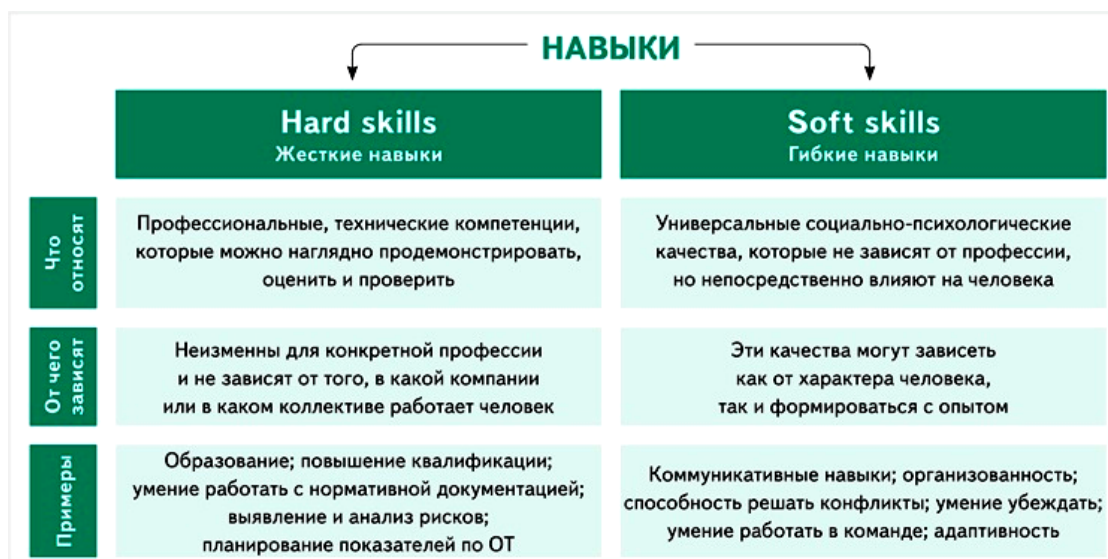 НАВЫКИ
Hard skills
Жесткие навыки
Soft skills
Гибкие навыки
Что
относят
Профессиональные, технические компетенции,
которые можно наглядно продемонстрировать,
оценить и проверить
Универсальные социально-психологические
качества, которые не зависят от профессии,
но непосредственно влияют на человека
От чего
зависят
Неизменны для конкретной профессии
и не зависят от того, в какой компании
или в каком коллективе работает человек
Эти качества могут зависеть
как от характера человека,
так и формироваться с опытом
Примеры
Образование; повышение квалификации;
умение работать с нормативной документацией;
выявление и анализ рисков;
планирование показателей по ОТ
Коммуникативные навыки; организованность;
способность решать конфликты; умение убеждать;
умение работать в команде; адаптивность